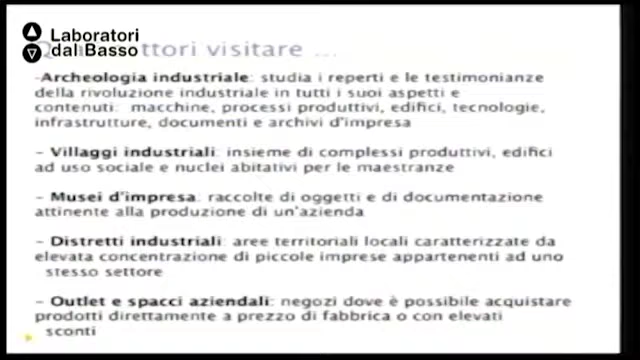 Laboratori
dal Basso
ttori visitare ...
-Archeologia industriale: studia i reperti e le testimonianze
della rivoluzione industriale in tutti i suoi aspetti e
contenuti: macchine, processi produttivi, edifici, tecnologie,
infrastrutture, documenti e archivi d'impresa
- Villaggi industriali: insieme di complessi produttivi, edifici
ad uso sociale e nuclei abitativi per le maestranze
- Musei d'impresa: raccolte di oggetti e di documentazione
attinente alla produzione di un'azienda
- Distretti industriali: aree territoriali locali caratterizzate da
elevata concentrazione di piccole imprese appartenenti ad uno
stesso settore
- Outlet e spacci aziendali: negozi dove è possibile acquistare
prodotti direttamente a prezzo di fabbrica o con elevati
sconti